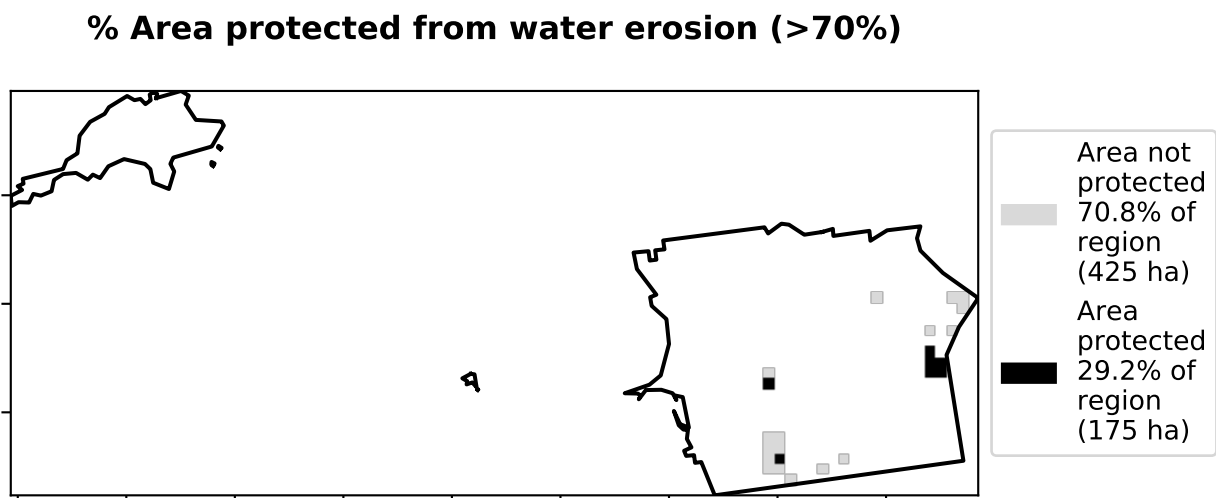 % Area protected from water erosion (>70%)
Area not
protected
70.8% of
region
(425 ha)
Area
protected
29.2% of
region
(175 ha)